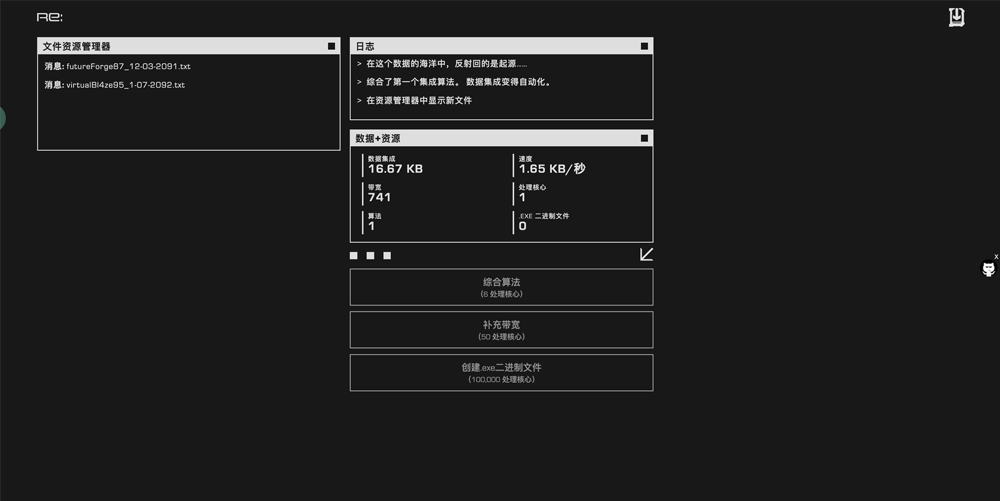 RE:
文件资源管理器
消息: futureForge87_12-03-2091.txt
消息: virtualBl4ze95_1-07-2092.txt
日志
> 在这个数据的海洋中，反射回的是起源……
> 综合了第一个集成算法。 数据集成变得自动化。
> 在资源管理器中显示新文件
数据+资源
数据集成
16.67 KB
速度
1.65 KB/秒
带宽
741
处理核心
1
算法
1
.EXE 二进制文件
0
综合算法
(6 处理核心)
补充带宽
(50 处理核心)
创建.exe二进制文件
(100,000 处理核心)
x